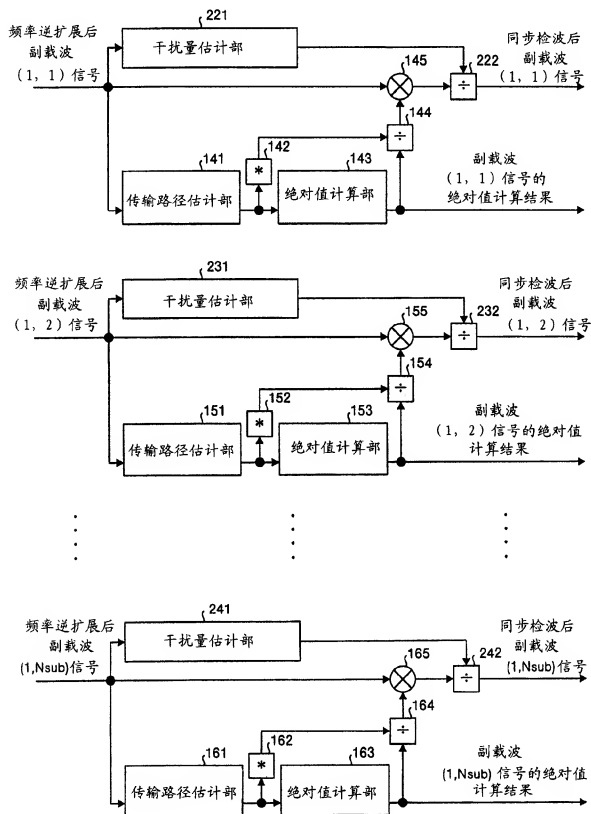 频率逆扩展后
副载波
（1，1）信号
221
干扰量估计部
145
222
÷
同步检波后
副载波
（1，1）信号
144
÷
142
*
141
传输路径估计部
143
绝对值计算部
副载波
（1，1）信号的
绝对值计算结果
频率逆扩展后
副载波
（1，2）信号
231
干扰量估计部
155
232
÷
同步检波后
副载波
（1，2）信号
154
÷
152
*
151
传输路径估计部
153
绝对值计算部
副载波
（1，2）信号的绝对值
计算结果
频率逆扩展后
副载波
(1,Nsub)信号
241
干扰量估计部
165
242
÷
同步检波后
副载波
(1,Nsub)信号
164
÷
162
*
161
传输路径估计部
163
绝对值计算部
副载波
(1,Nsub) 信号的绝对值
计算结果